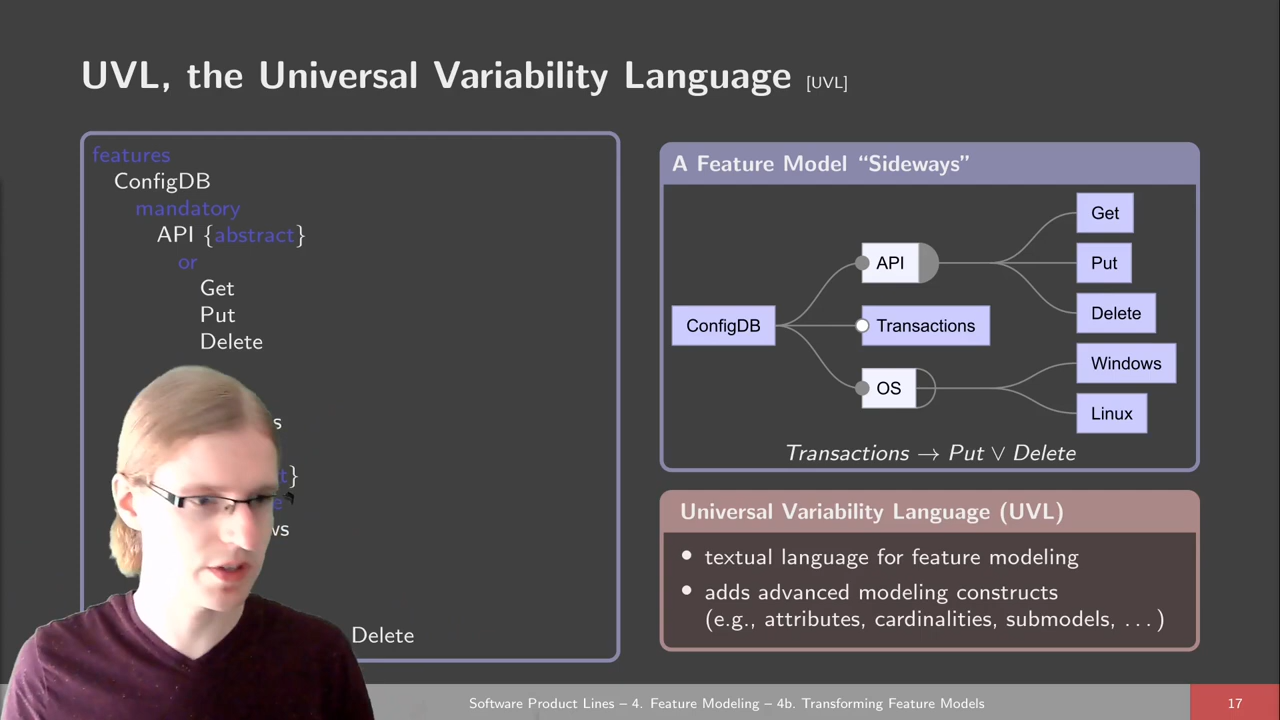 UVL, the Universal Variability Language [UVL]
features
ConfigDB
mandatory
API {abstract}
or
Get
Put
Delete
Delete
A Feature Model “Sideways”
ConfigDB
API
Transactions
OS
Get
Put
Delete
Windows
Linux
Transactions → Put ∨ Delete
Universal Variability Language (UVL)
• textual language for feature modeling
• adds advanced modeling constructs
(e.g., attributes, cardinalities, submodels, . . . )
Software Product Lines – 4. Feature Modeling – 4b. Transforming Feature Models
17